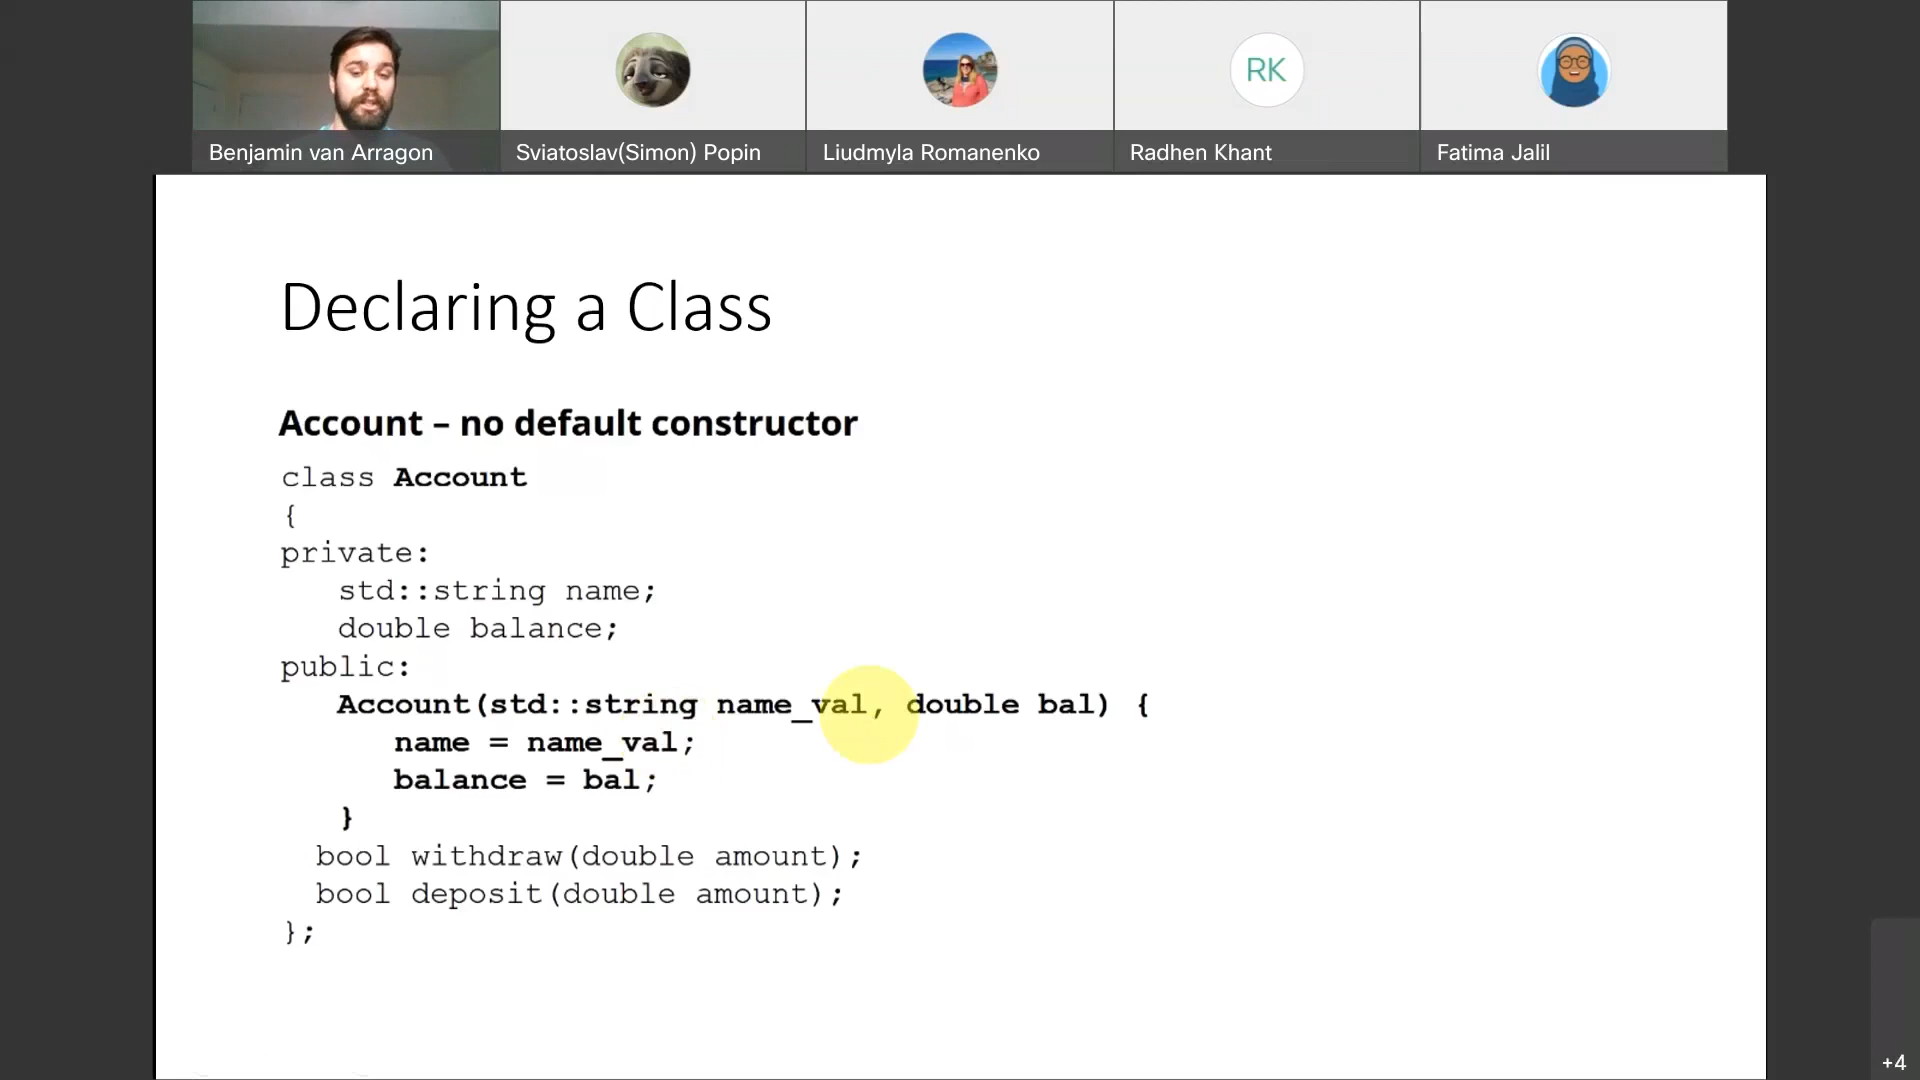 RK
Benjamin van Arragon
Sviatoslav(Simon) Popin
Liudmyla Romanenko
Radhen Khant
Fatima Jalil
Declaring a Class
Account – no default constructor
class Account
{
private:
std::string name;
double balance;
public:
Account(std::string name_val, double bal) {
name = name_val;
balance = bal;
}
bool withdraw(double amount);
bool deposit(double amount);
};
+4